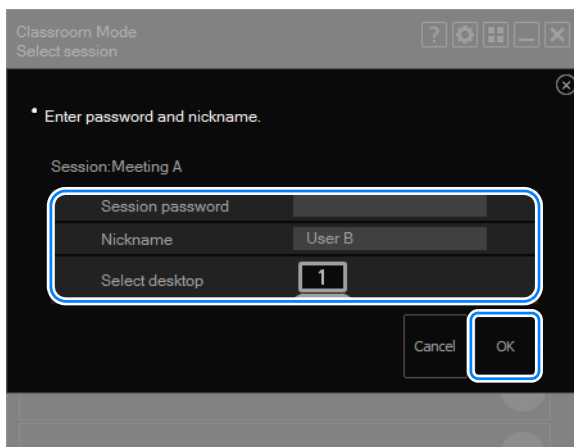 Classroom Mode
Select session
?
Enter password and nickname.
Session:Meeting A
Session password
Nickname User B
Select desktop 1
Cancel OK